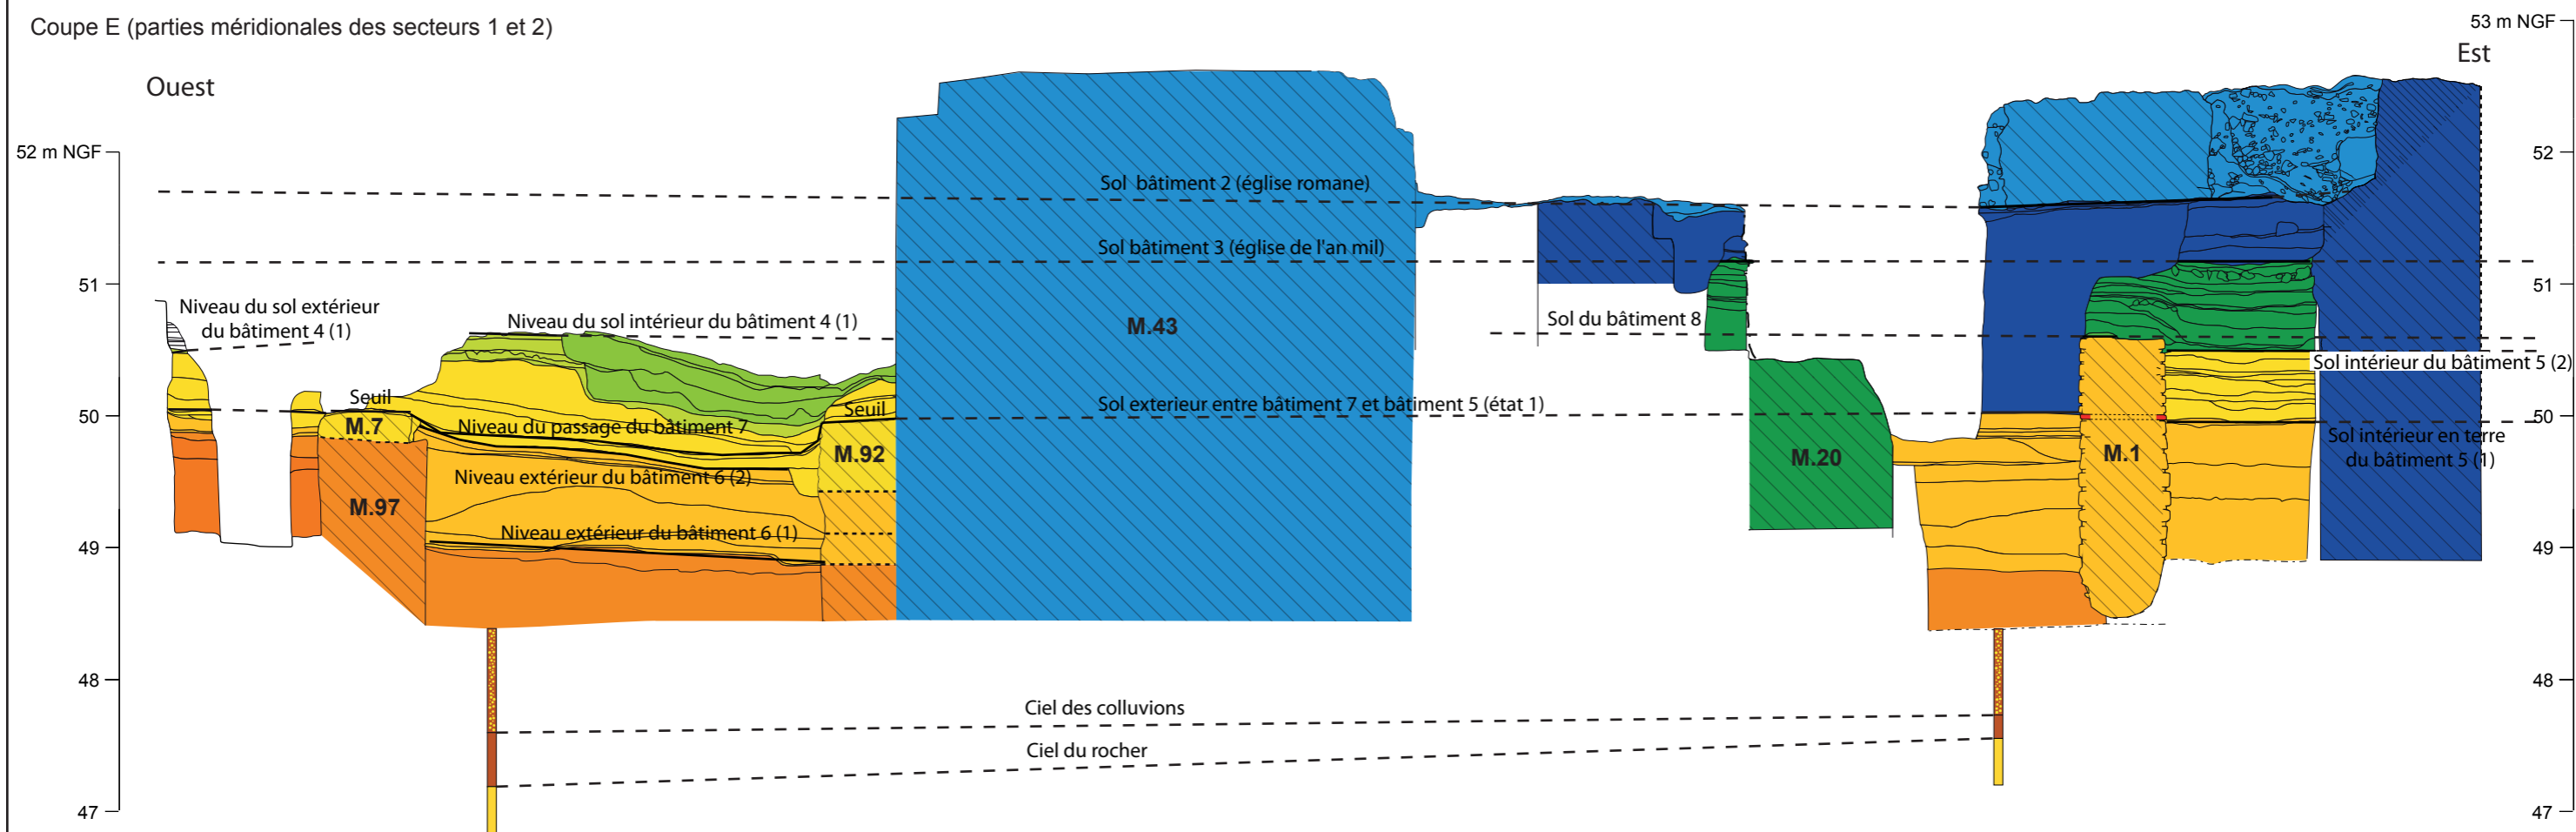 Coupe E (parties méridionales des secteurs 1 et 2)
53 m NGF
Ouest
Est
52 m NGF
52
Sol bâtiment 2 (église romane)
Sol bâtiment 3 (église de l'an mil)
51
51
Niveau du sol extérieur
du bâtiment 4 (1)
Niveau du sol intérieur du bâtiment 4 (1)
M.43
Sol du bâtiment 8
Sol intérieur du bâtiment 5 (2)
Seuil
Seuil
Sol exterieur entre bâtiment 7 et bâtiment 5 (état 1)
50
50
M.7
Niveau du passage du bâtiment 7
M.92
M.20
M.1
Sol intérieur en terre
du bâtiment 5 (1)
Niveau extérieur du bâtiment 6 (2)
M.97
Niveau extérieur du bâtiment 6 (1)
49
49
48
48
Ciel des colluvions
Ciel du rocher
47
47